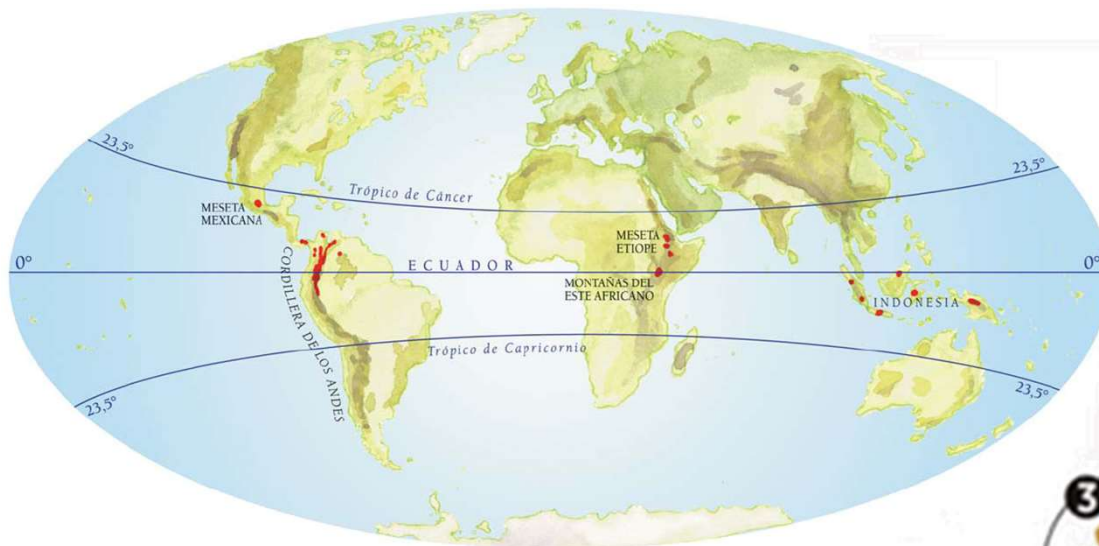 23,5°
23,5°
Trópico de Cáncer
MESETA
MEXICANA
MESETA
ETIOPE
0°
ECUADOR
0°
MONTAÑAS DEL
ESTE AFRICANO
INDONESIA
CORDILLERA DE LOS ANDES
Trópico de Capricornio
23,5°
23,5°
3